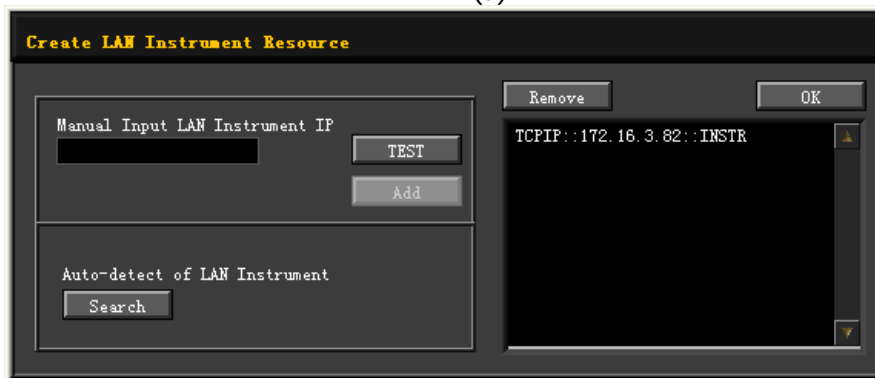 Create LAN Instrument Resource
Manual Input LAN Instrument IP
TEST
Add
Auto-detect of LAN Instrument
Search
Remove
OK
TCPIP::172.16.3.82::INSTR